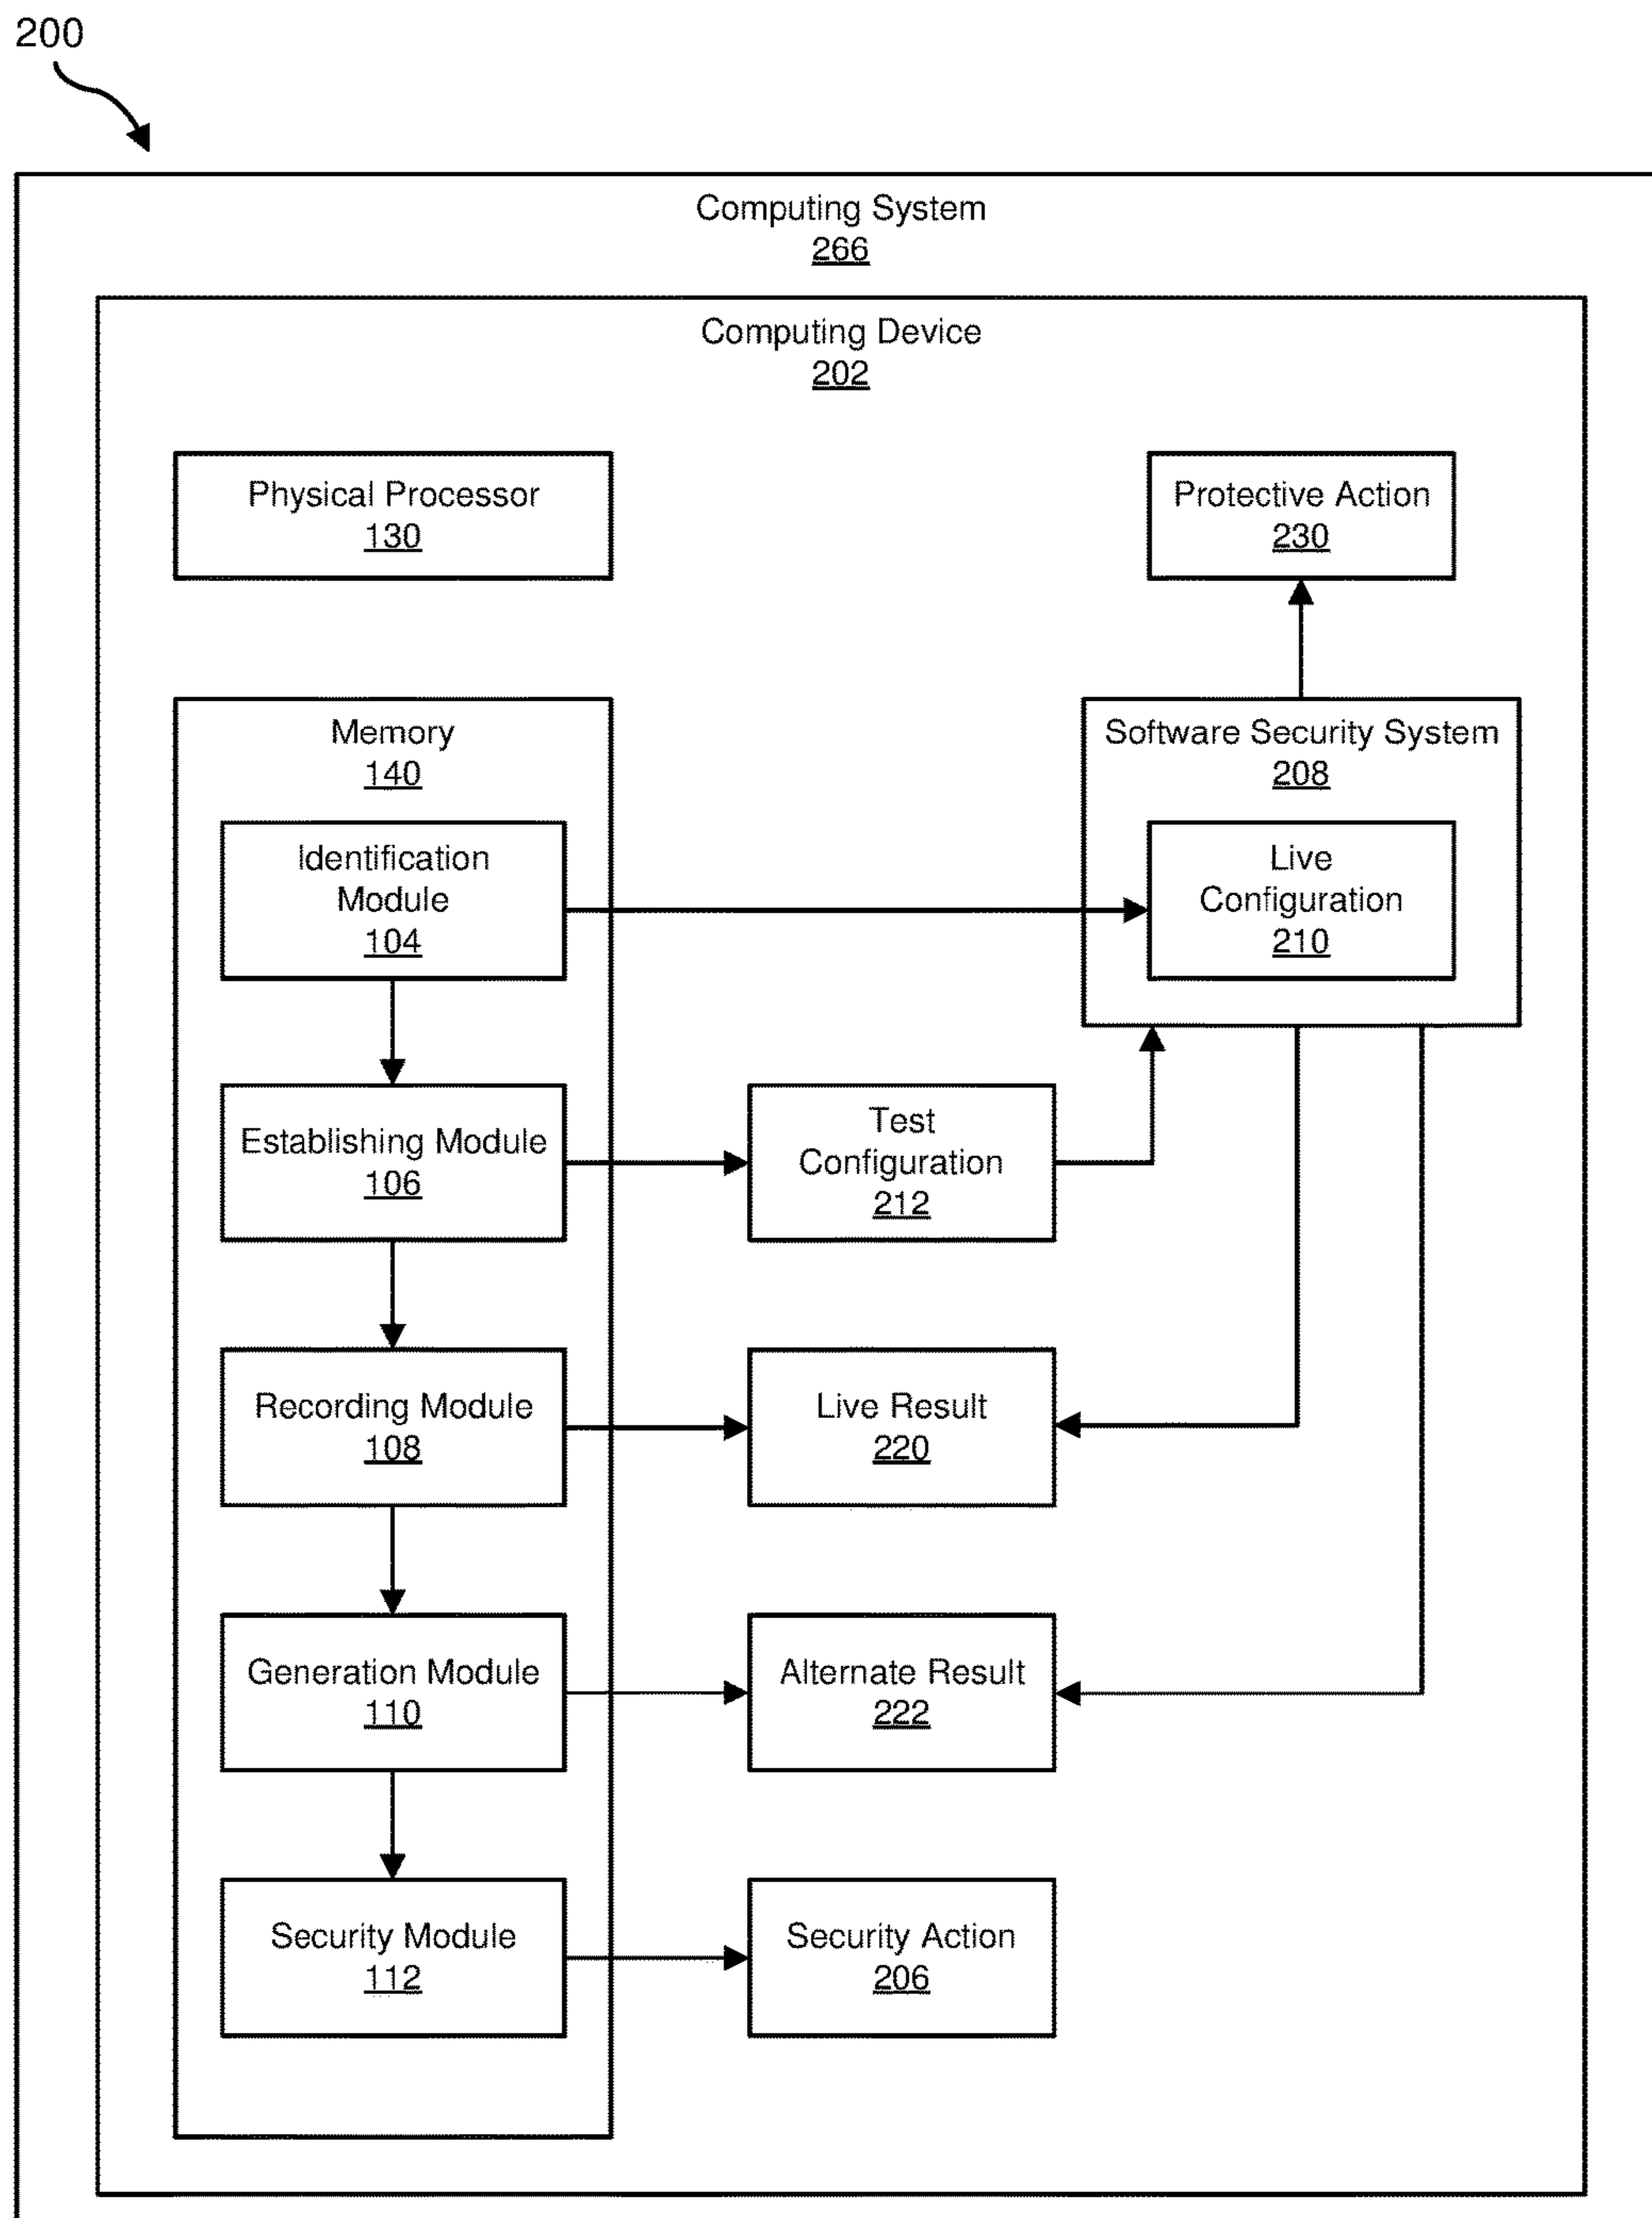 200
Computing System
266
Computing Device
202
Physical Processor
130
Protective Action
230
Memory
140
Software Security System
208
Identification
Module
104
Live
Configuration
210
Establishing Module
106
Test
Configuration
212
Recording Module
108
Live Result
220
Generation Module
110
Alternate Result
222
Security Module
112
Security Action
206